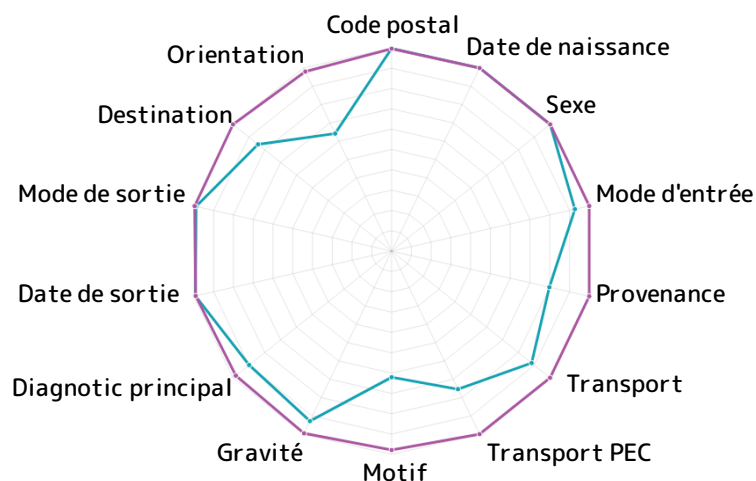 Code postal
Date de naissance
Sexe
Mode d'entrée
Provenance
Transport
Transport PEC
Motif
Gravité
Diagnotic principal
Date de sortie
Mode de sortie
Destination
Orientation